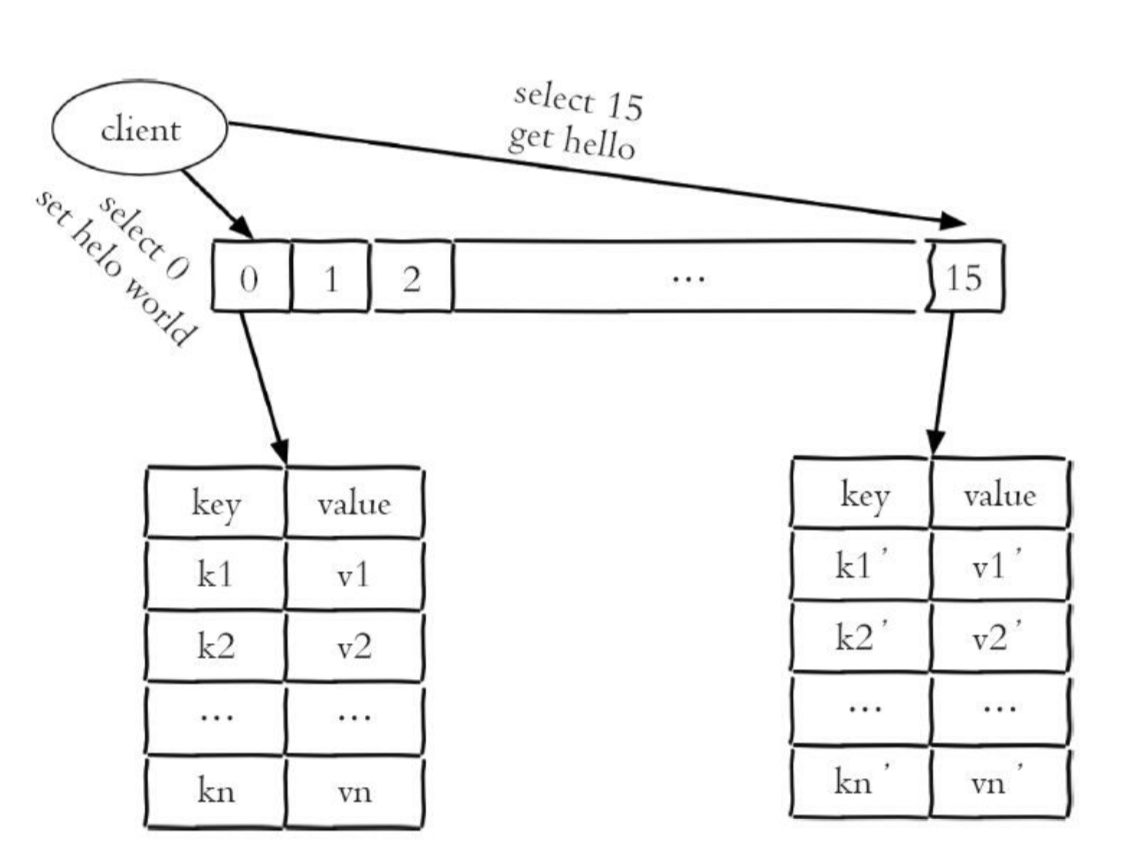 client
select 15
get hello
select 0
set helo world
0 1 2 ... 15
key value
k1 v1
k2 v2
... ...
kn vn
key value
k1’ v1’
k2’ v2’
... ...
kn’ vn’